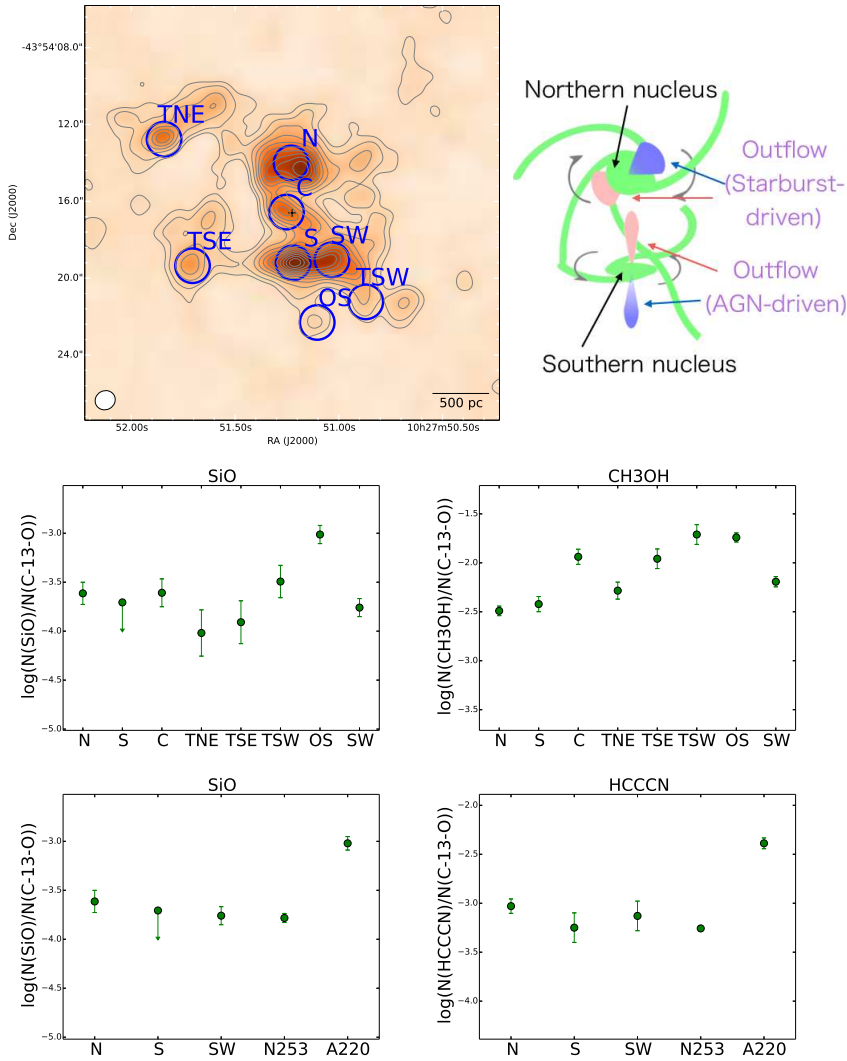 -43°54'08.0"
12.0"
16.0"
20.0"
24.0"
Dec (J2000)
TNE
N
C
TSE
S
SW
TSW
OS
500 pc
52.00s
51.50s
51.00s
10h27m50.50s
RA (J2000)
Northern nucleus
Outflow
(Starburst-
driven)
Outflow
(AGN-driven)
Southern nucleus
SiO
log(N(SiO)/N(C-13-O))
−3.0
−3.5
−4.0
−4.5
−5.0
N S C TNE TSE TSW OS SW
CH3OH
log(N(CH3OH)/N(C-13-O))
−1.5
−2.0
−2.5
−3.0
−3.5
N S C TNE TSE TSW OS SW
SiO
log(N(SiO)/N(C-13-O))
−3.0
−3.5
−4.0
−4.5
−5.0
N S SW N253 A220
HCCCN
log(N(HCCCN)/N(C-13-O))
−2.0
−2.5
−3.0
−3.5
−4.0
N S SW N253 A220